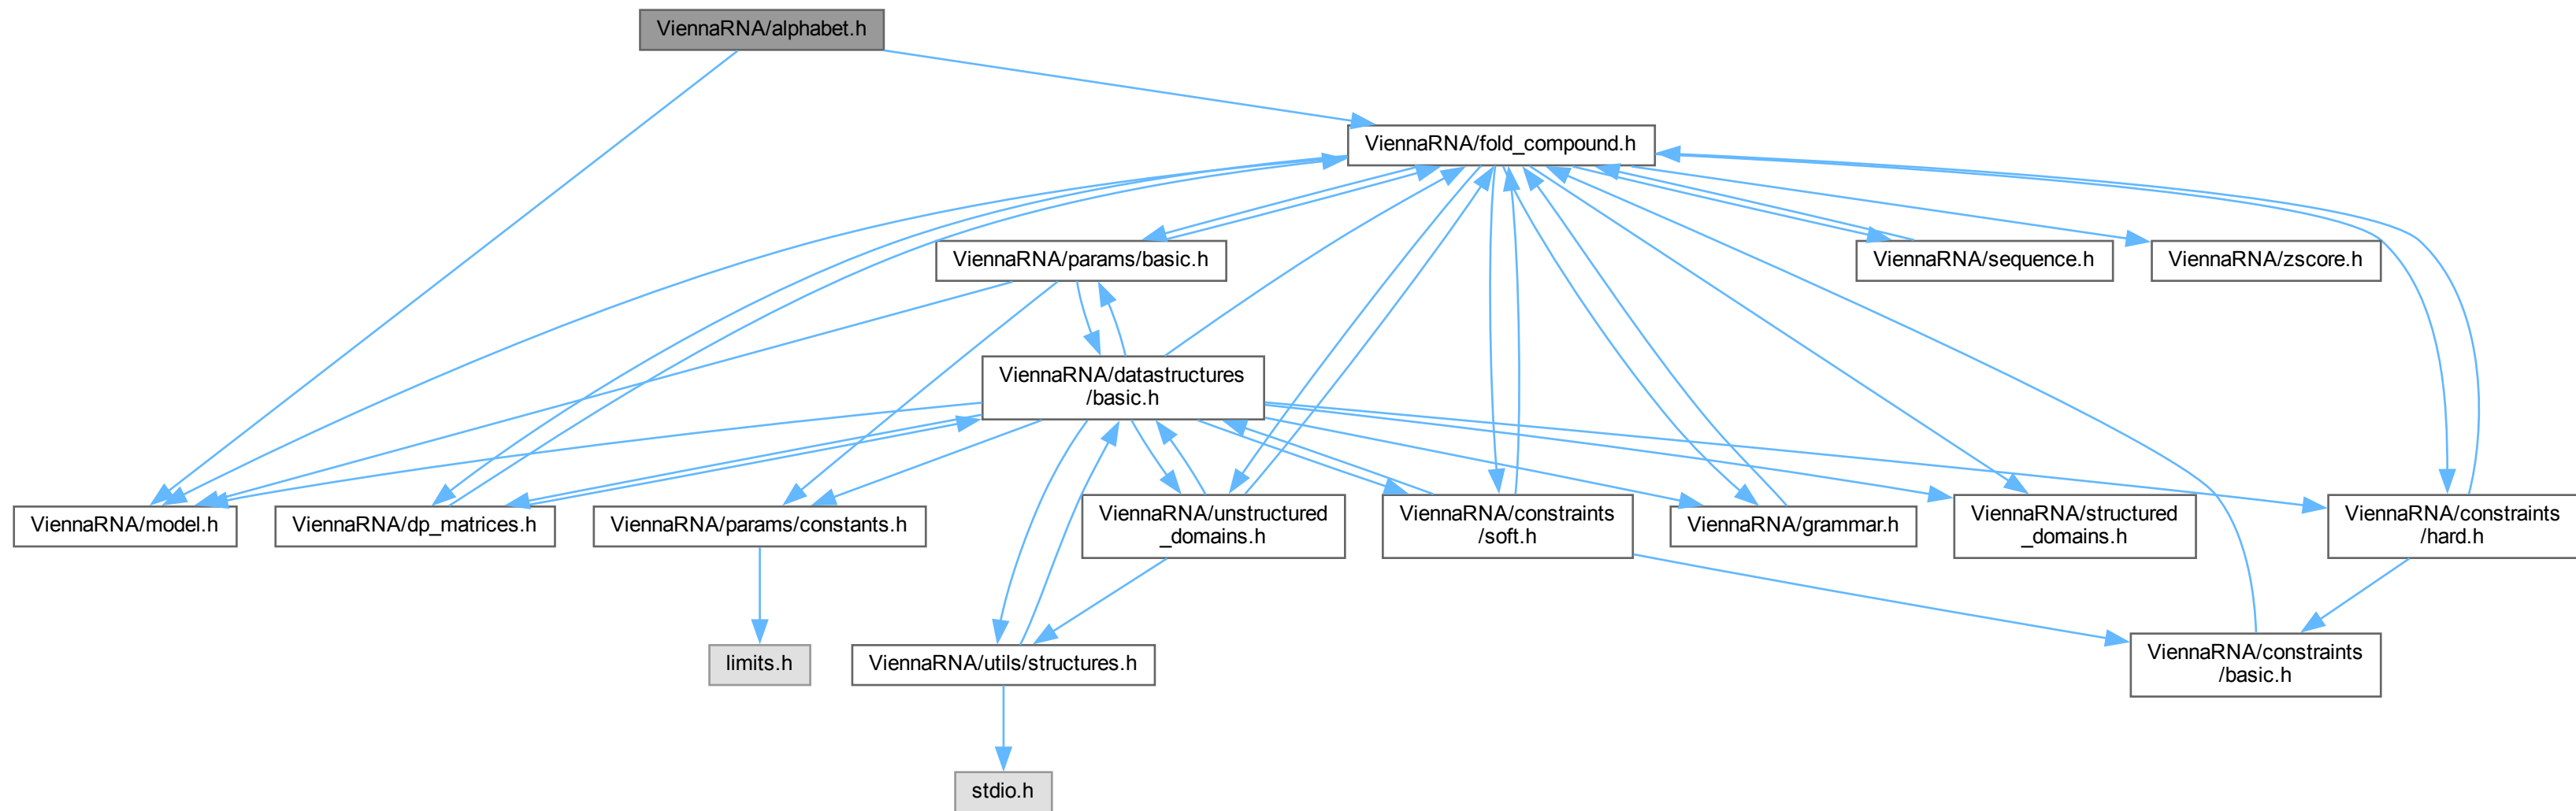 ViennaRNA/alphabet.h
ViennaRNA/fold_compound.h
ViennaRNA/params/basic.h
ViennaRNA/sequence.h
ViennaRNA/zscore.h
ViennaRNA/datastructures
/basic.h
ViennaRNA/model.h
ViennaRNA/dp_matrices.h
ViennaRNA/params/constants.h
ViennaRNA/unstructured
_domains.h
ViennaRNA/constraints
/soft.h
ViennaRNA/grammar.h
ViennaRNA/structured
_domains.h
ViennaRNA/constraints
/hard.h
limits.h
ViennaRNA/utils/structures.h
ViennaRNA/constraints
/basic.h
stdio.h